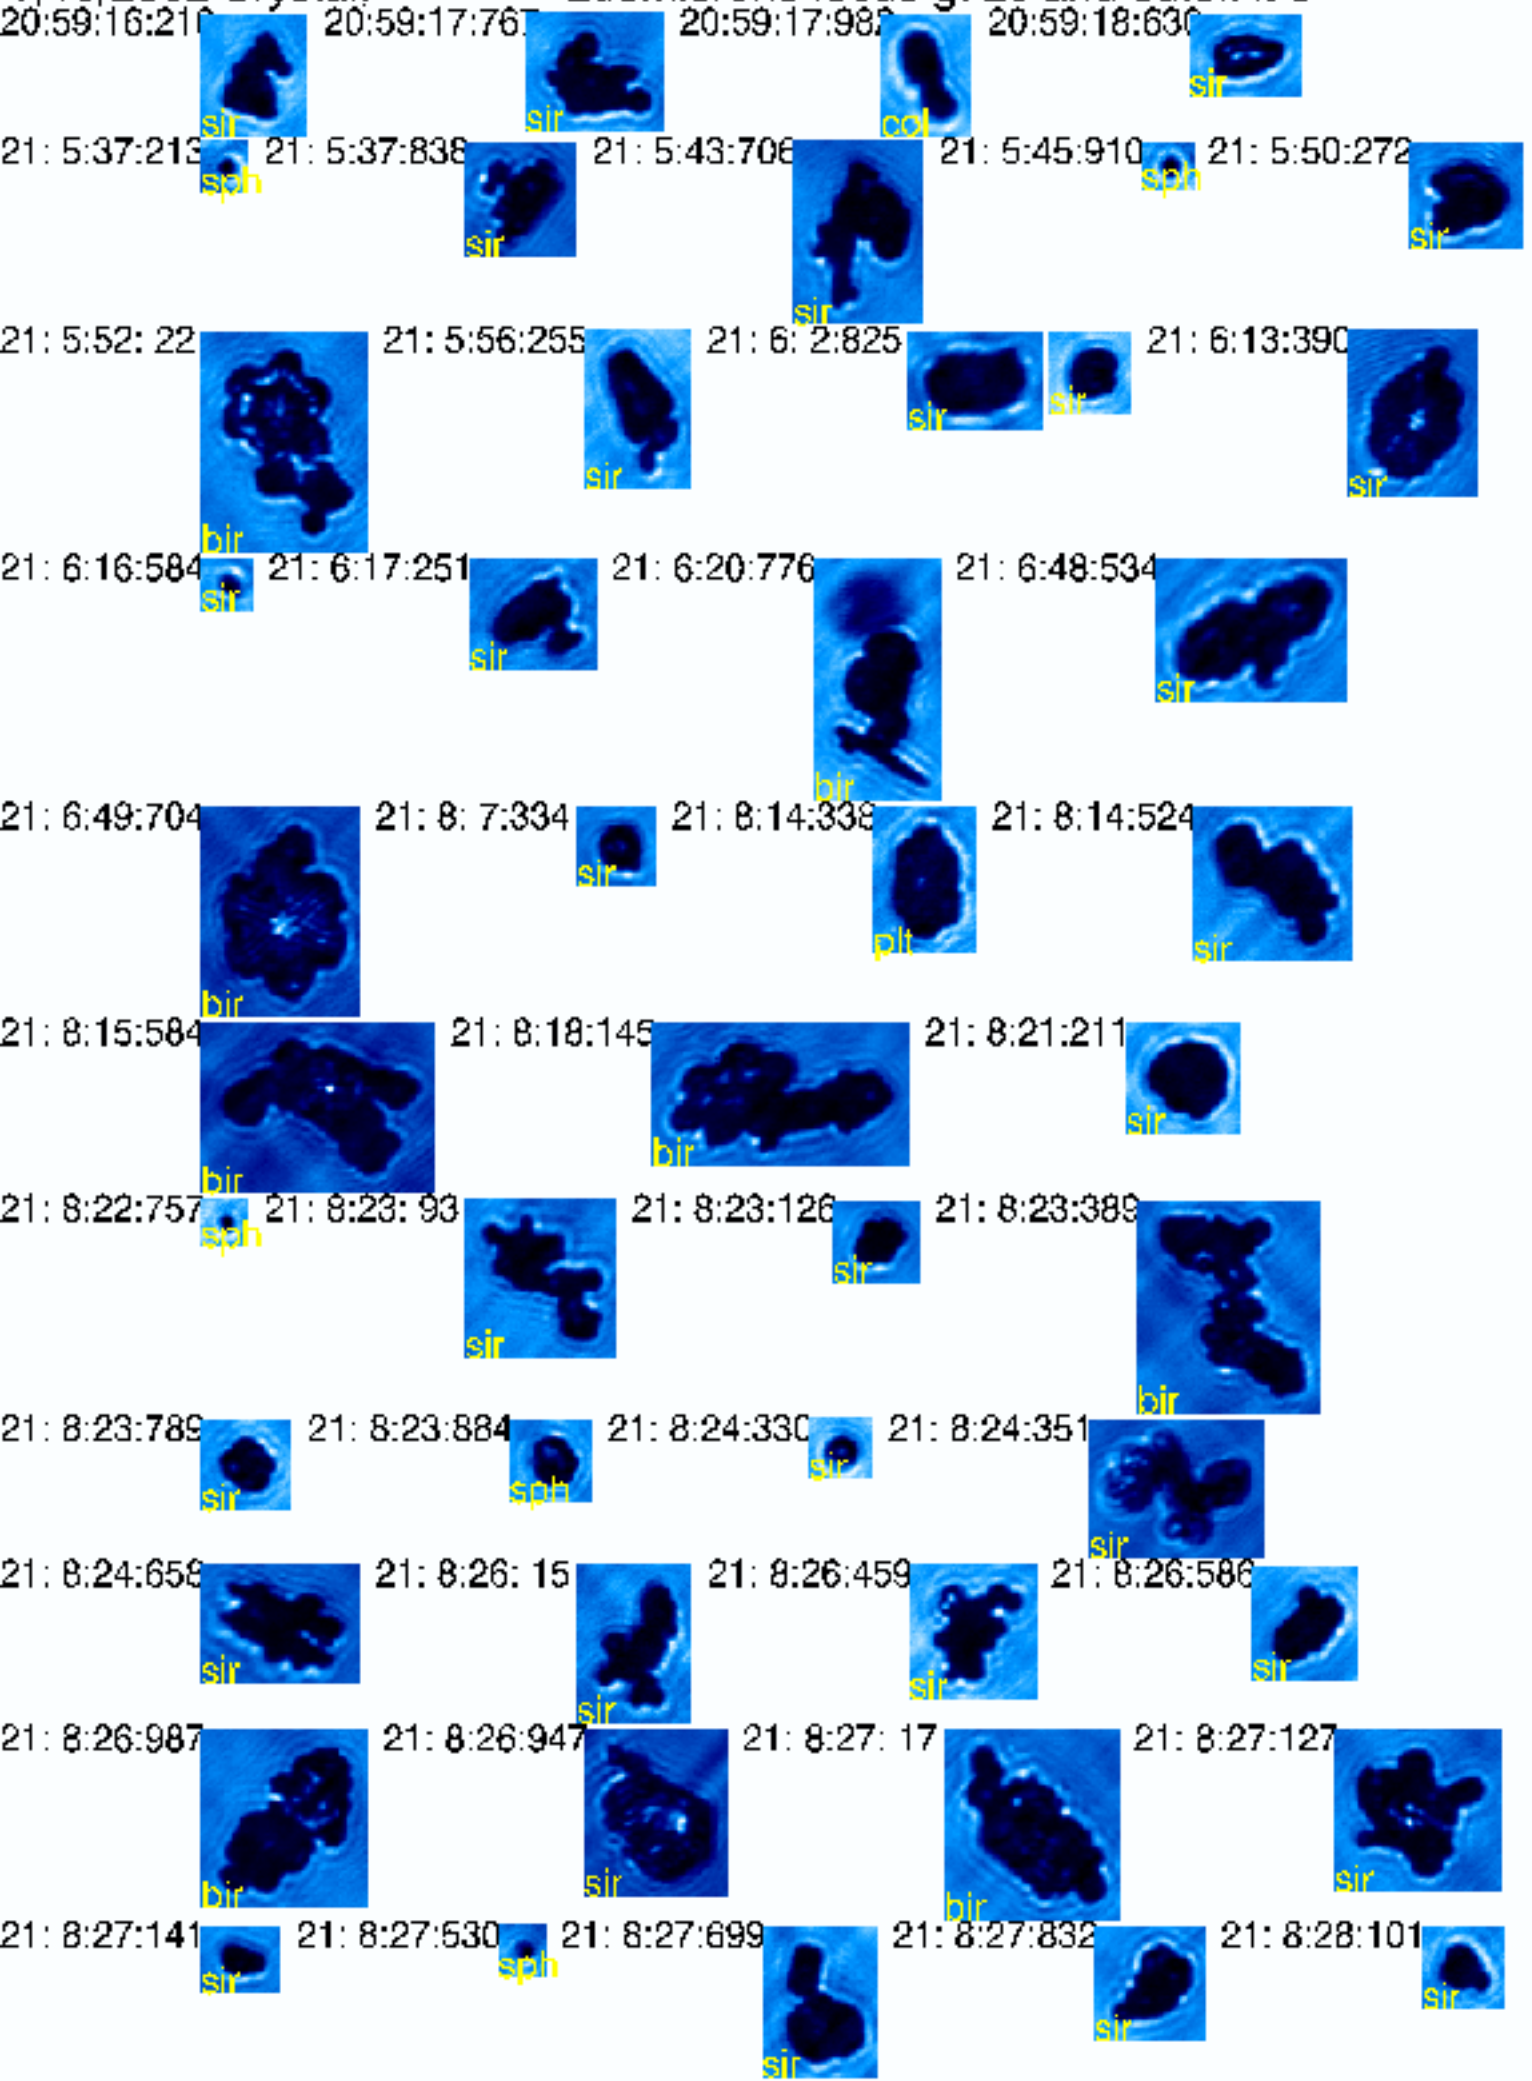 20:59:16:210 20:59:17:767 20:59:17:982 20:59:18:630
sir sir col sir
21: 5:37:213 21: 5:37:838 21: 5:43:706 21: 5:45:910 21: 5:50:272
sph sir sir sph sir
21: 5:52: 22 21: 5:56:255 21: 6: 2:825 21: 6:13:390
bir sir sir sir sir
21: 6:16:584 21: 6:17:251 21: 6:20:776 21: 6:48:534
sir sir bir sir
21: 6:49:704 21: 8: 7:334 21: 8:14:338 21: 8:14:524
bir sir plt sir
21: 8:15:584 21: 8:18:145 21: 8:21:211
bir bir sir
21: 8:22:757 21: 8:23: 93 21: 8:23:126 21: 8:23:389
sph sir sir bir
21: 8:23:789 21: 8:23:884 21: 8:24:330 21: 8:24:351
sir sph sir sir
21: 8:24:658 21: 8:26: 15 21: 8:26:459 21: 8:26:586
sir sir sir sir
21: 8:26:987 21: 8:26:947 21: 8:27: 17 21: 8:27:127
bir sir bir sir
21: 8:27:141 21: 8:27:530 21: 8:27:699 21: 8:27:832 21: 8:28:101
sir sph sir sir sir